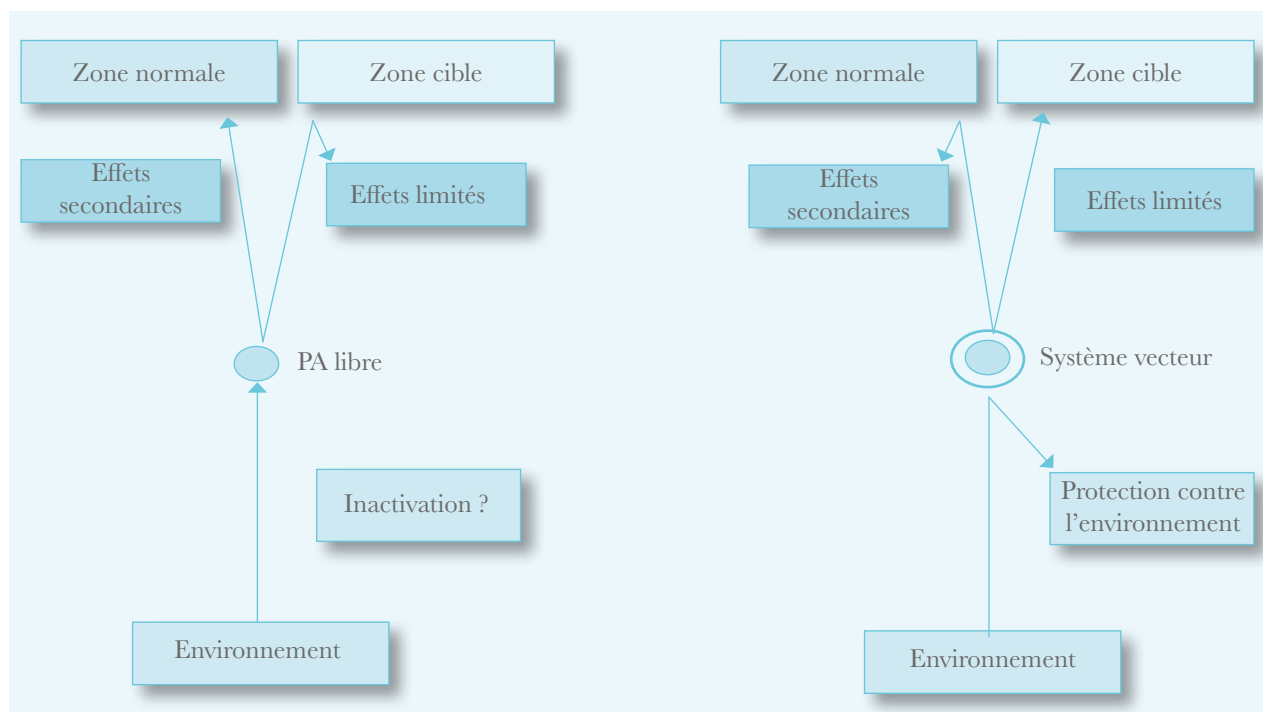 Zone normale
Zone cible
Effets
secondaires
Effets limités
PA libre
Inactivation ?
Environnement
Zone normale
Zone cible
Effets
secondaires
Effets limités
Système vecteur
Protection contre
l’environnement
Environnement